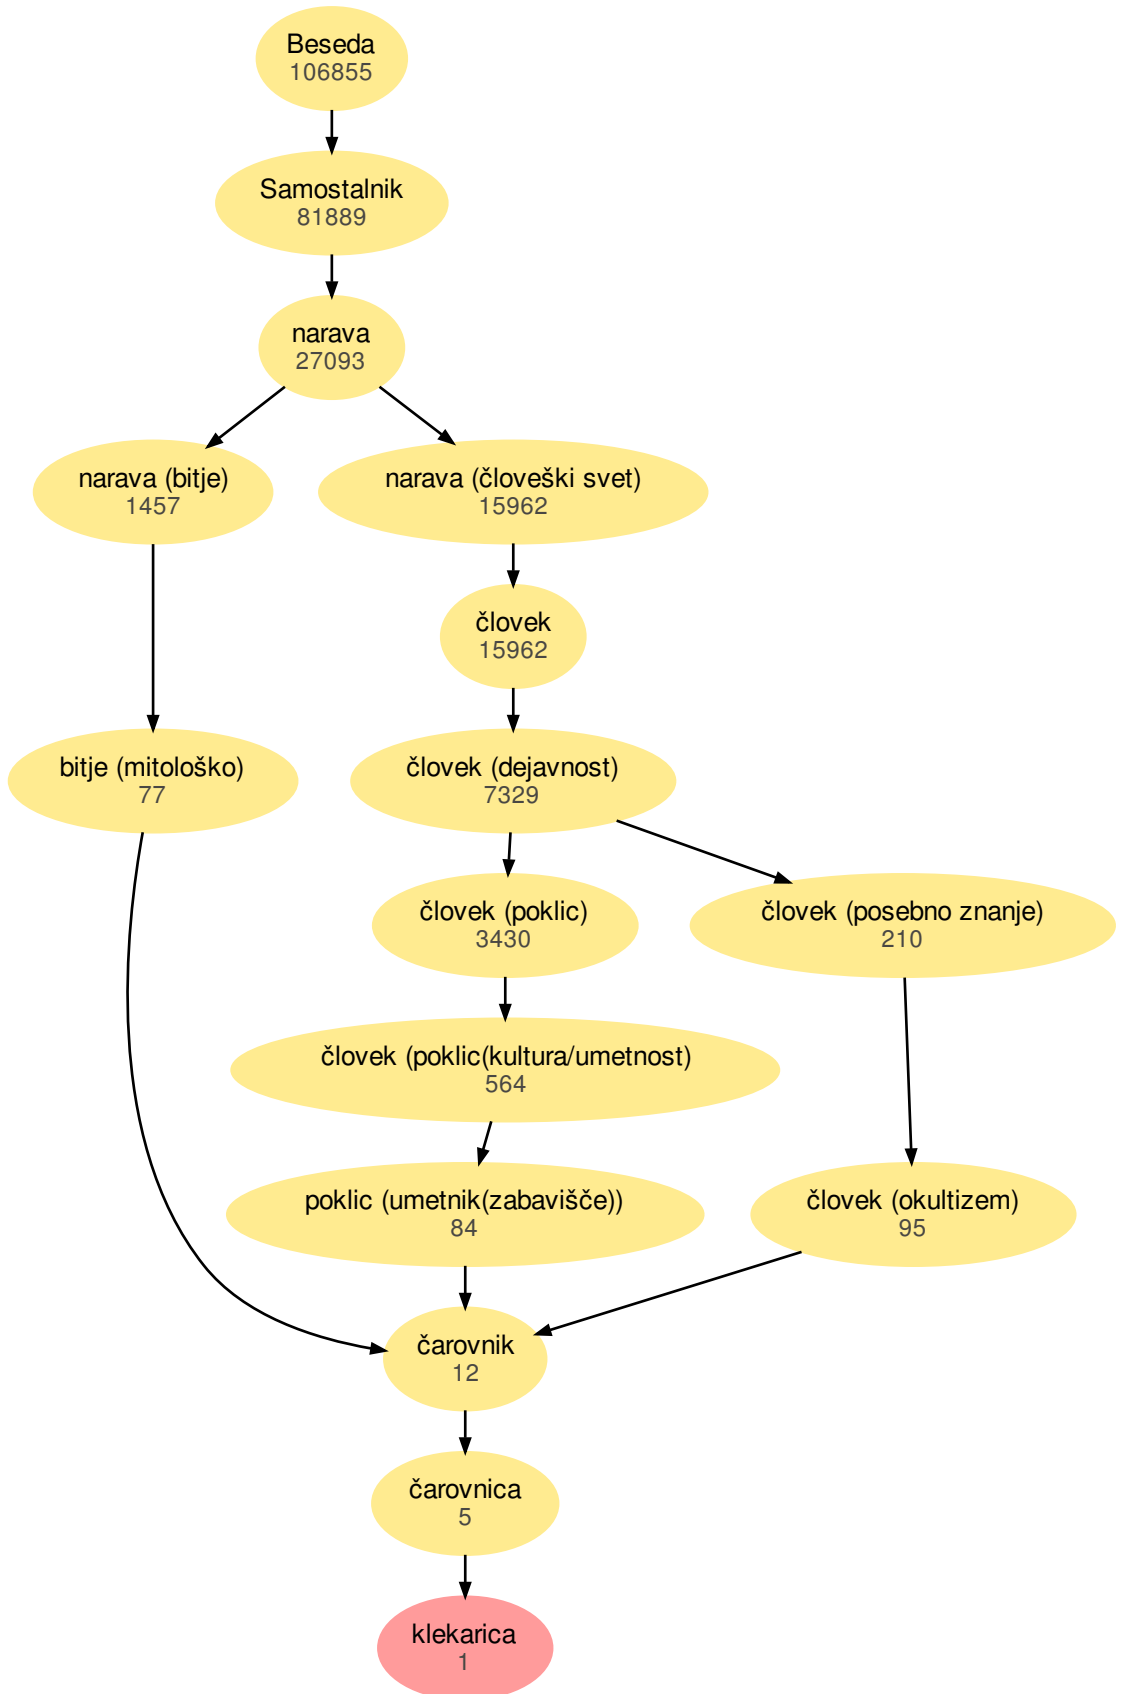 Beseda
106855
Samostalnik
81889
narava
27093
narava (bitje)
1457
narava (človeški svet)
15962
človek
15962
bitje (mitološko)
77
človek (dejavnost)
7329
človek (poklic)
3430
človek (posebno znanje)
210
človek (poklic(kultura/umetnost)
564
poklic (umetnik(zabavišče))
84
človek (okultizem)
95
čarovnik
12
čarovnica
5
klekarica
1